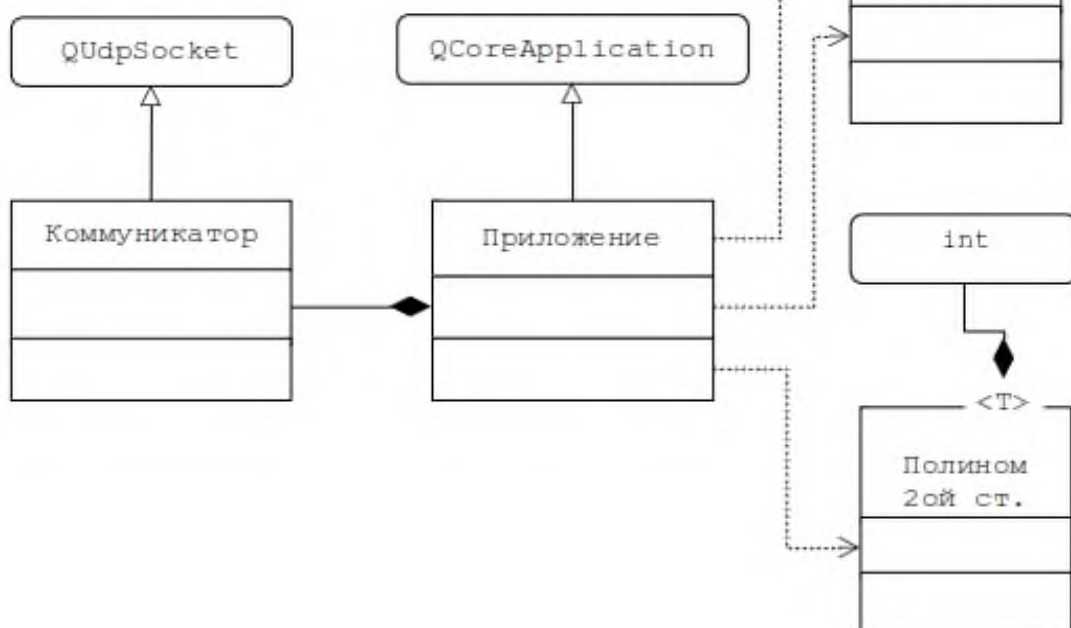 QUdpSocket
QCoreApplication
Коммуникатор
Приложение
int
<T>
Полином
2ой ст.